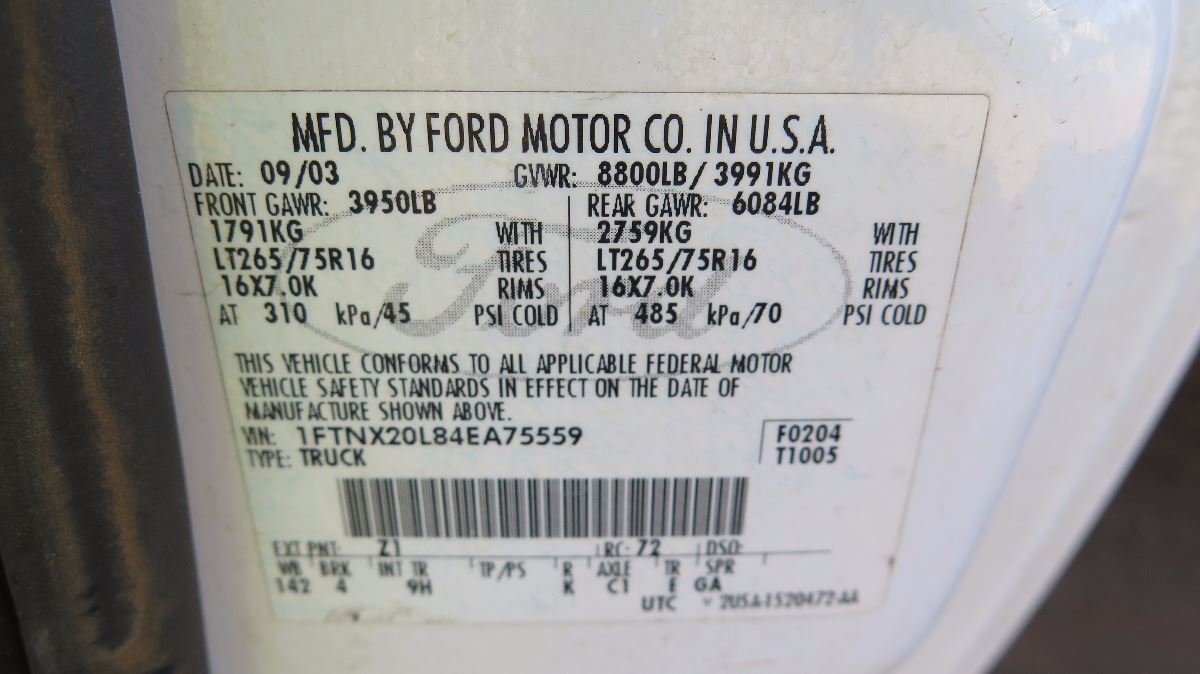 MFD. BY FORD MOTOR CO. IN U.S.A.
DATE: 09/03 GVWR: 8800LB/ 3991KG
FRONT GAWR: 3950LB REAR GAWR: 6084LB
1791KG WITH 2759KG WITH
LT265/75R16 TIRES LT265/75R16 TIRES
16X7.0K RIMS 16X7.0K RIMS
AT 310 kPa/45 PSI COLD AT 485 kPa/70 PSI COLD
Ford
THIS VEHICLE CONFORMS TO ALL APPLICABLE FEDERAL MOTOR
VEHICLE SAFETY STANDARDS IN EFFECT ON THE DATE OF
MANUFACTURE SHOWN ABOVE.
VIN: 1FTNX20L84EA75559 F0204
TYPE: TRUCK T1005
EXT PNT: Z1 RC: 72 DSO:
WB BRK INT TR TP/PS R AXLE TR SPR
142 4 9H K C1 E GA
UTC 2U5A-1520472-AA